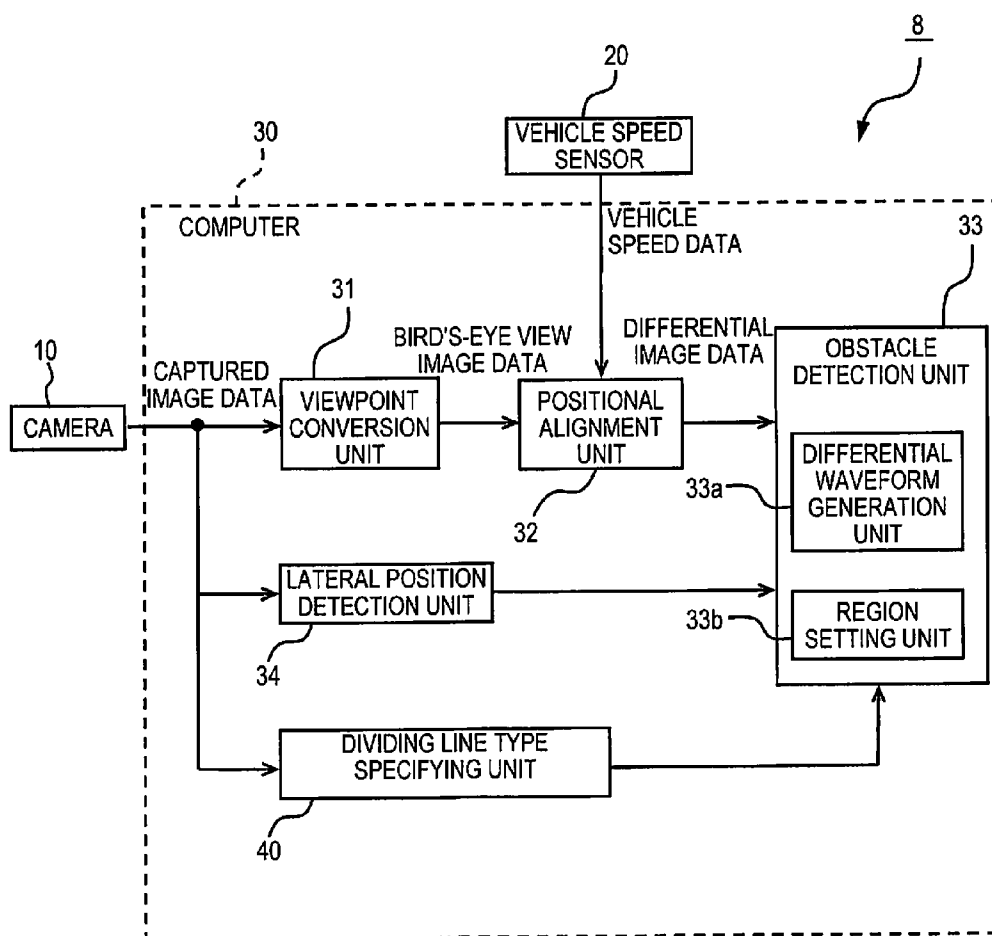 8
20
VEHICLE SPEED
SENSOR
30
COMPUTER
VEHICLE
SPEED DATA
33
31
BIRD'S-EYE VIEW
IMAGE DATA
DIFFERENTIAL
IMAGE DATA
10
CAPTURED
IMAGE DATA
OBSTACLE
DETECTION UNIT
CAMERA
VIEWPOINT
CONVERSION
UNIT
POSITIONAL
ALIGNMENT
UNIT
32
33a
DIFFERENTIAL
WAVEFORM
GENERATION
UNIT
LATERAL POSITION
DETECTION UNIT
34
33b
REGION
SETTING UNIT
DIVIDING LINE TYPE
SPECIFYING UNIT
40